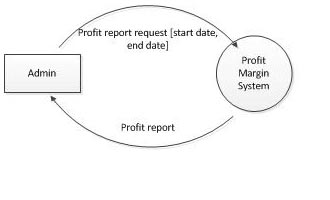 Profit report request [start date,
end date]
Admin
Profit
Margin
System
Profit report